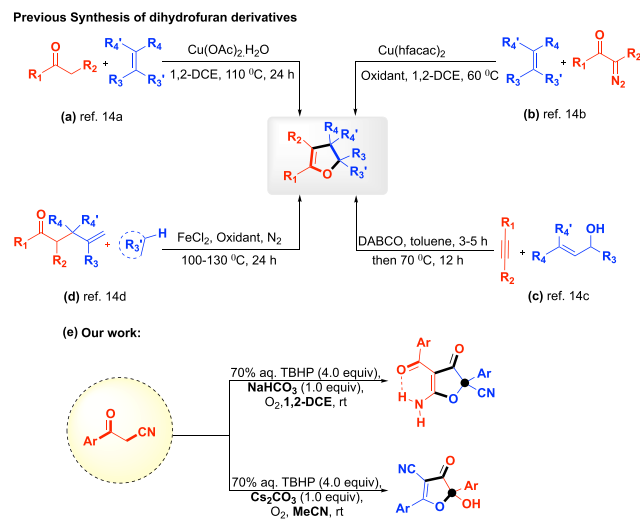 Previous Synthesis of dihydrofuran derivatives
O
R1
R2
+
R4'
R4
R3
R3'
Cu(OAc)2.H2O
1,2-DCE, 110 ⁰C, 24 h
(a) ref. 14a
Cu(hfacac)2
Oxidant, 1,2-DCE, 60 ⁰C
R4'
R4
R3
R3'
+
O
R1
R2
N2
(b) ref. 14b
R4
R4'
R2
R3
R1
O
R3'
O
R4
R4'
R1
R2
R3
+
R3'
H
FeCl2, Oxidant, N2
100-130 ⁰C, 24 h
(d) ref. 14d
DABCO, toluene, 3-5 h
then 70 ⁰C, 12 h
R1
R2
+
R4'
OH
R4
R3
(c) ref. 14c
(e) Our work:
O
Ar
CN
70% aq. TBHP (4.0 equiv),
NaHCO3 (1.0 equiv),
O2,1,2-DCE, rt
Ar
O
O
Ar
H
CN
N
O
H
70% aq. TBHP (4.0 equiv),
Cs2CO3 (1.0 equiv),
O2, MeCN, rt
NC
O
Ar
Ar
O
OH